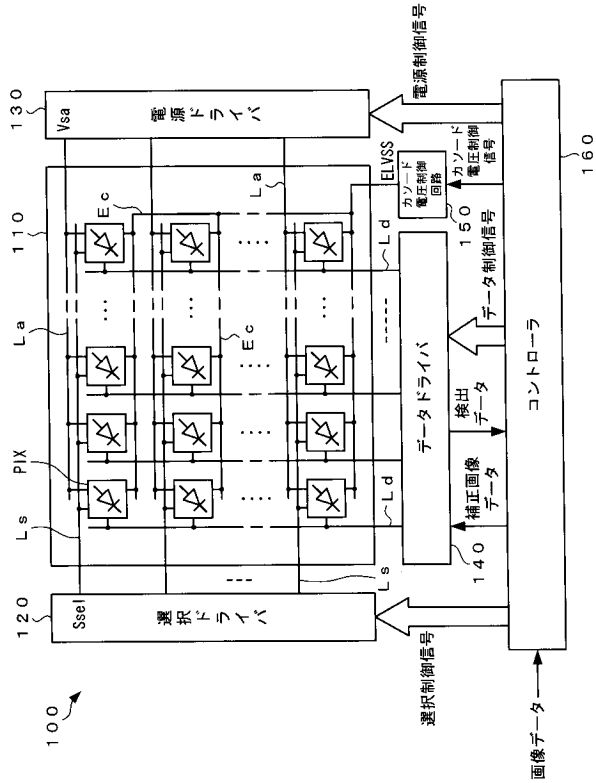 100
120
Ssel
選択ドライバ
Ls
PIX
La
110
Ec
130
Vsa
電源ドライバ
Ec
La
Ls
Ld
Ld
ELVSS
カソード
電圧制御
回路
150
データドライバ
140
選択制御信号
補正画像
データ
検出
データ
データ制御信号
カソード
電圧制御
信号
電源制御信号
コントローラ
160
画像データ